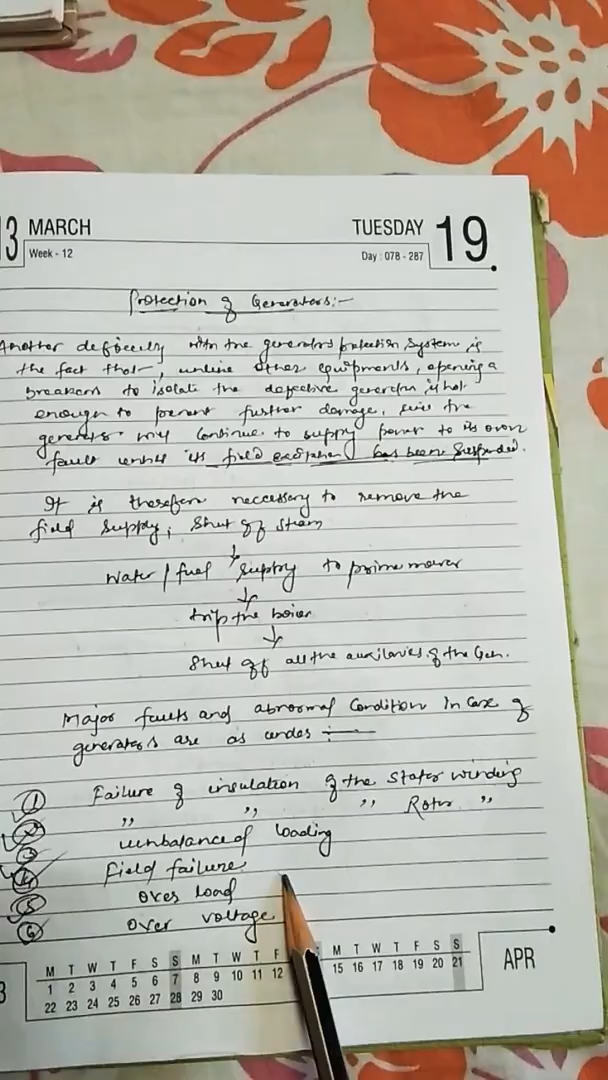 13 MARCH TUESDAY 19
Week - 12 Day : 078 - 287
Protection of Generators:-
Another deficcully with the generators protection System is
the fact that, unlike other equipments, opening a
breakers to isolate the defective generator is not
enough to prevent further damage, since the
generator will continue to supply power to its own
fault until its field excitation has been suspended.
It is therefore neccessary to remove the
field supply, Shut off steam
↓
Water / fuel supply to prime mover
↓
trip the boiler
↓
Shut off all the auxilaries of the Gen.
Major faults and abnormal Condition In Case of
generators are as under :-
① Failure of insulation of the Stator winding
② ,, ,, ,, Rotor ,,
③ unbalance of loading
④ Field failure
⑤ over load
⑥ over voltage
M T W T F S S M T W T F M T W T F S S
1 2 3 4 5 6 7 8 9 10 11 12 15 16 17 18 19 20 21
22 23 24 25 26 27 28 29 30
APR
3